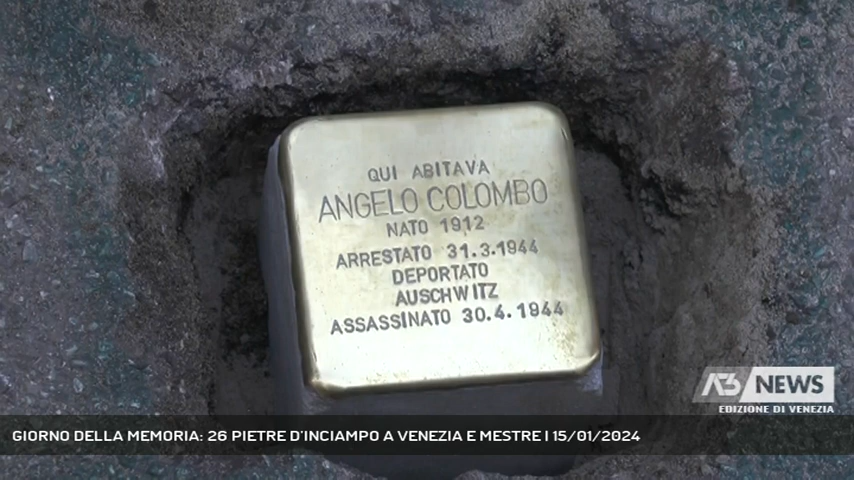 QUI ABITAVA
ANGELO COLOMBO
NATO 1912
ARRESTATO 31.3.1944
DEPORTATO
AUSCHWITZ
ASSASSINATO 30.4.1944
A3 NEWS
EDIZIONE DI VENEZIA
GIORNO DELLA MEMORIA: 26 PIETRE D'INCIAMPO A VENEZIA E MESTRE | 15/01/2024